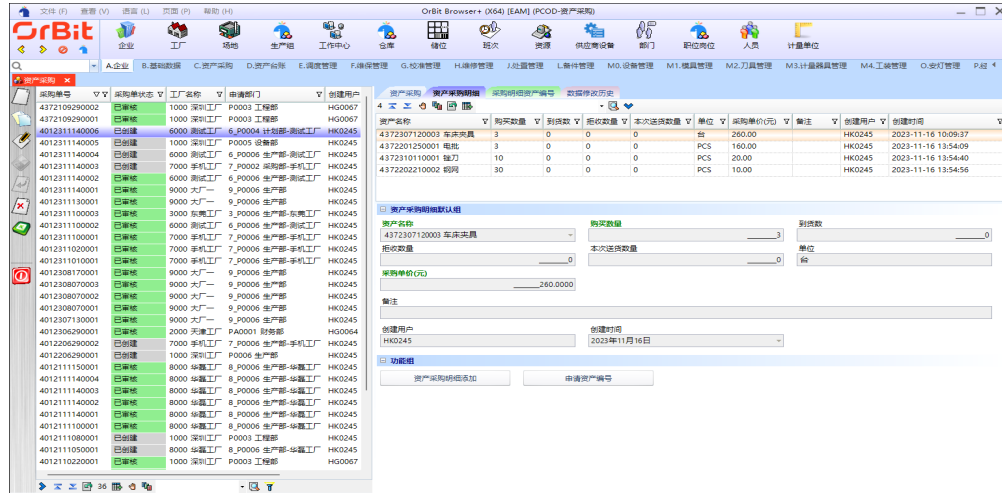 文件 (F) 查看 (V) 语言 (L) 页面 (P) 帮助 (H) OrBit Browser+ (X64) [EAM] (PCOD-资产采购)
OrBit
企业 工厂 场地 生产组 工作中心 仓库 储位 班次 资源 供应商设备 部门 职位岗位 人员 计量单位
A.企业 B.基础数据 C.资产采购 D.资产台账 E.调度管理 F.维保管理 G.校准管理 H.维修管理 J.处置管理 L.备件管理 M0.设备管理 M1.模具管理 M2.刀具管理 M3.计量器具管理 M4.工装管理 O.安灯管理 P.经
资产采购
采购单号 采购单状态 工厂名称 申请部门 创建用户
4372109290002 已审核 1000 深圳工厂 P0003 工程部 HG0067
4372109290001 已审核 1000 深圳工厂 P0003 工程部 HG0067
4012311140006 已创建 6000 测试工厂 6_P0004 计划部-测试工厂 HK0245
4012311140005 已创建 1000 深圳工厂 P0005 设备部 HK0245
4012311140004 已审核 6000 测试工厂 6_P0006 生产部-测试工厂 HK0245
4012311140003 已创建 7000 手机工厂 7_P0002 采购部-手机工厂 HK0245
4012311140002 已审核 6000 测试工厂 6_P0006 生产部-测试工厂 HK0245
4012311140001 已审核 9000 大厂一 9_P0006 生产部 HK0245
4012311130001 已审核 9000 大厂一 9_P0006 生产部 HK0245
4012311100003 已审核 3000 东莞工厂 3_P0006 生产部-东莞工厂 HK0245
4012311100002 已审核 6000 测试工厂 6_P0006 生产部-测试工厂 HK0245
4012311100001 已审核 7000 手机工厂 7_P0006 生产部-手机工厂 HK0245
4012311020001 已审核 7000 手机工厂 7_P0006 生产部-手机工厂 HK0245
4012311010001 已审核 7000 手机工厂 7_P0006 生产部-手机工厂 HK0245
4012308170001 已审核 9000 大厂一 9_P0006 生产部 HK0245
4012308070003 已审核 9000 大厂一 9_P0006 生产部 HK0245
4012308070002 已审核 9000 大厂一 9_P0006 生产部 HK0245
4012308070001 已审核 9000 大厂一 9_P0006 生产部 HK0245
4012307130001 已审核 9000 大厂一 9_P0006 生产部 HK0245
4012306290001 已审核 2000 天津工厂 PA0001 财务部 HG0064
4012206290002 已创建 7000 手机工厂 7_P0006 生产部-手机工厂 HK0245
4012206290001 已创建 1000 深圳工厂 P0006 生产部 HK0245
4012111150001 已审核 8000 华磊工厂 8_P0006 生产部-华磊工厂 HK0245
4012111140004 已审核 8000 华磊工厂 8_P0006 生产部-华磊工厂 HK0245
4012111140003 已审核 8000 华磊工厂 8_P0006 生产部-华磊工厂 HK0245
4012111140002 已审核 8000 华磊工厂 8_P0006 生产部-华磊工厂 HK0245
4012111140001 已审核 8000 华磊工厂 8_P0006 生产部-华磊工厂 HK0245
4012111100001 已审核 8000 华磊工厂 8_P0006 生产部-华磊工厂 HK0245
4012111080001 已创建 1000 深圳工厂 P0003 工程部 HK0245
4012111050001 已创建 8000 华磊工厂 8_P0006 生产部-华磊工厂 HK0245
4012110220001 已审核 1000 深圳工厂 P0003 工程部 HG0067
36
资产采购 资产采购明细 采购明细资产编号 数据修改历史
4
资产名称 购买数量 到货数 拒收数量 本次送货数量 单位 采购单价(元) 备注 创建用户 创建时间
4372307120003 车床夹具 3 0 0 0 台 260.00 HK0245 2023-11-16 10:09:37
4372201250001 电批 3 0 0 0 PCS 160.00 HK0245 2023-11-16 13:54:09
4372310110001 锉刀 10 0 0 0 PCS 20.00 HK0245 2023-11-16 13:54:40
4372202210002 钢网 30 0 0 0 PCS 10.00 HK0245 2023-11-16 13:54:56
资产采购明细默认组
资产名称 购买数量 到货数
4372307120003 车床夹具 3 0
拒收数量 本次送货数量 单位
0 0 台
采购单价(元)
260.0000
备注
创建用户 创建时间
HK0245 2023年11月16日
功能组
资产采购明细添加 申请资产编号